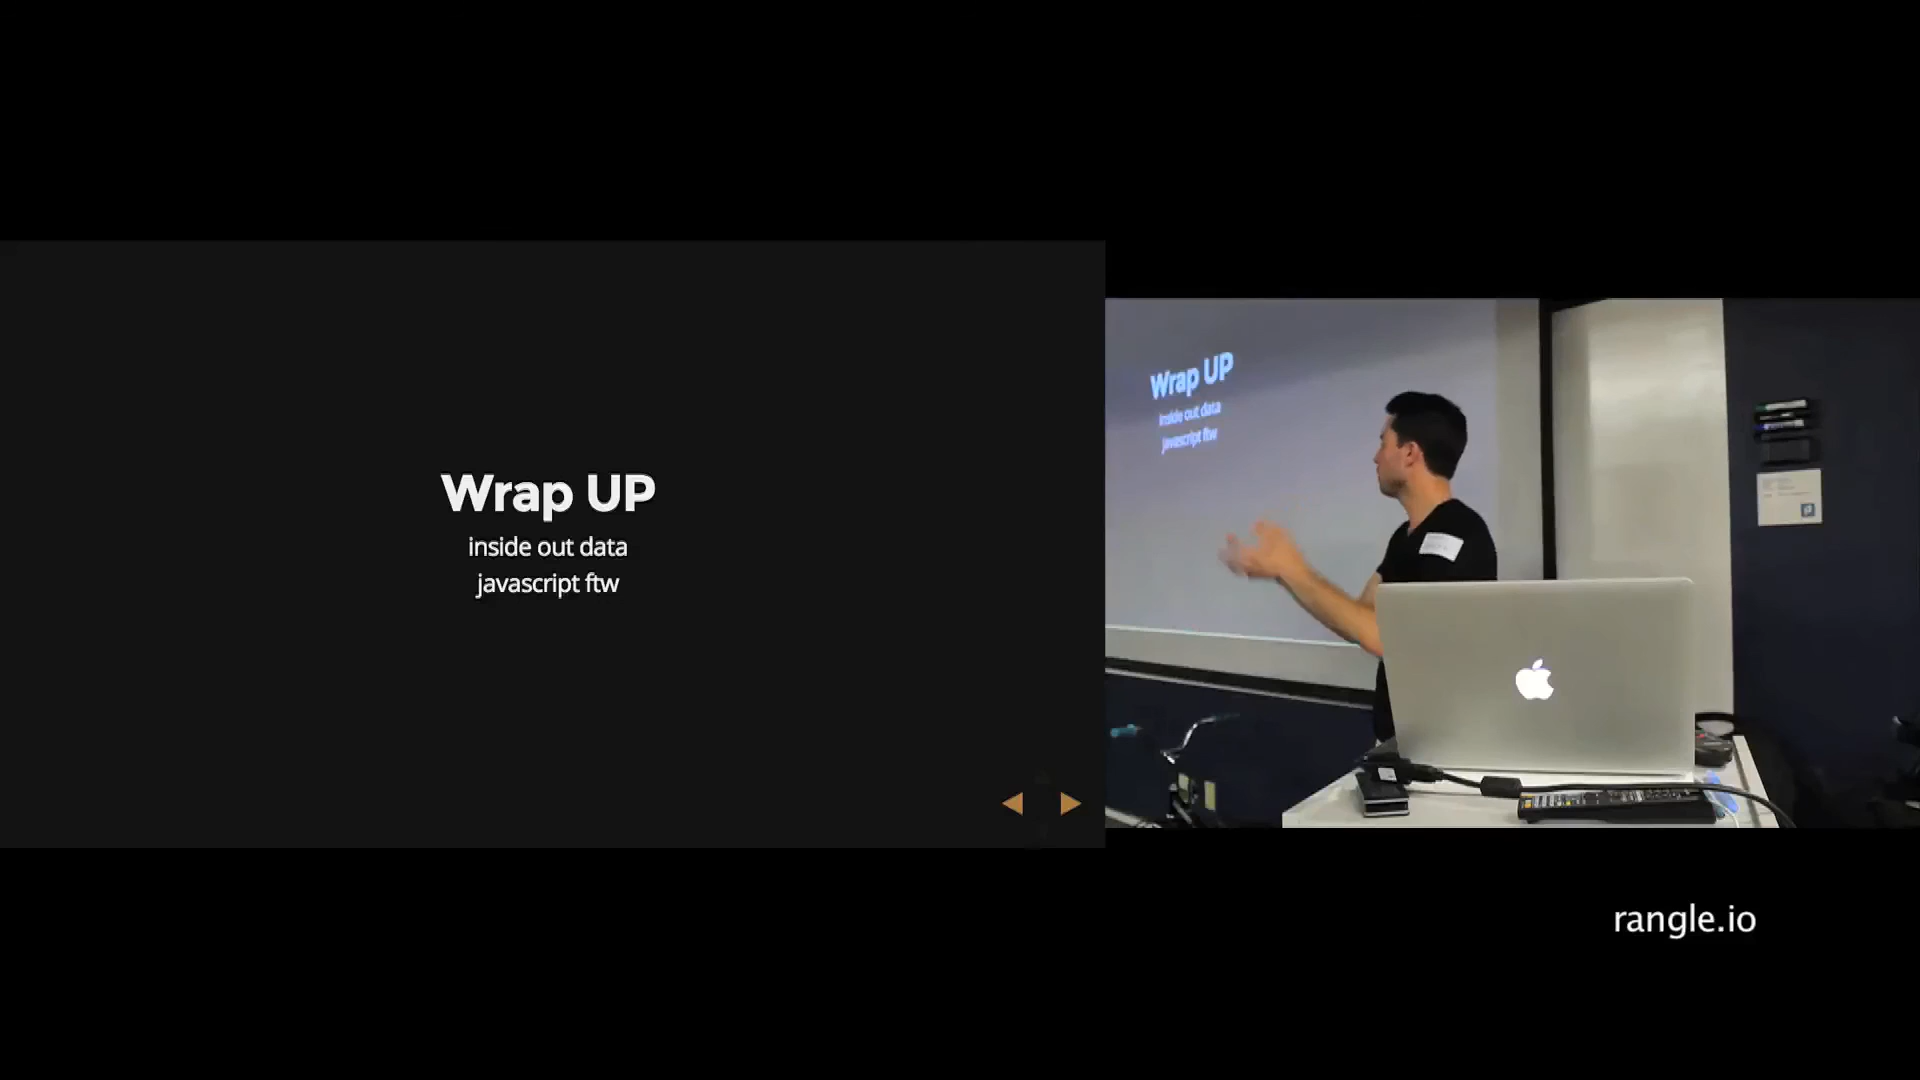 Wrap UP
inside out data
javascript ftw
Wrap UP
inside out data
javascript ftw
rangle.io